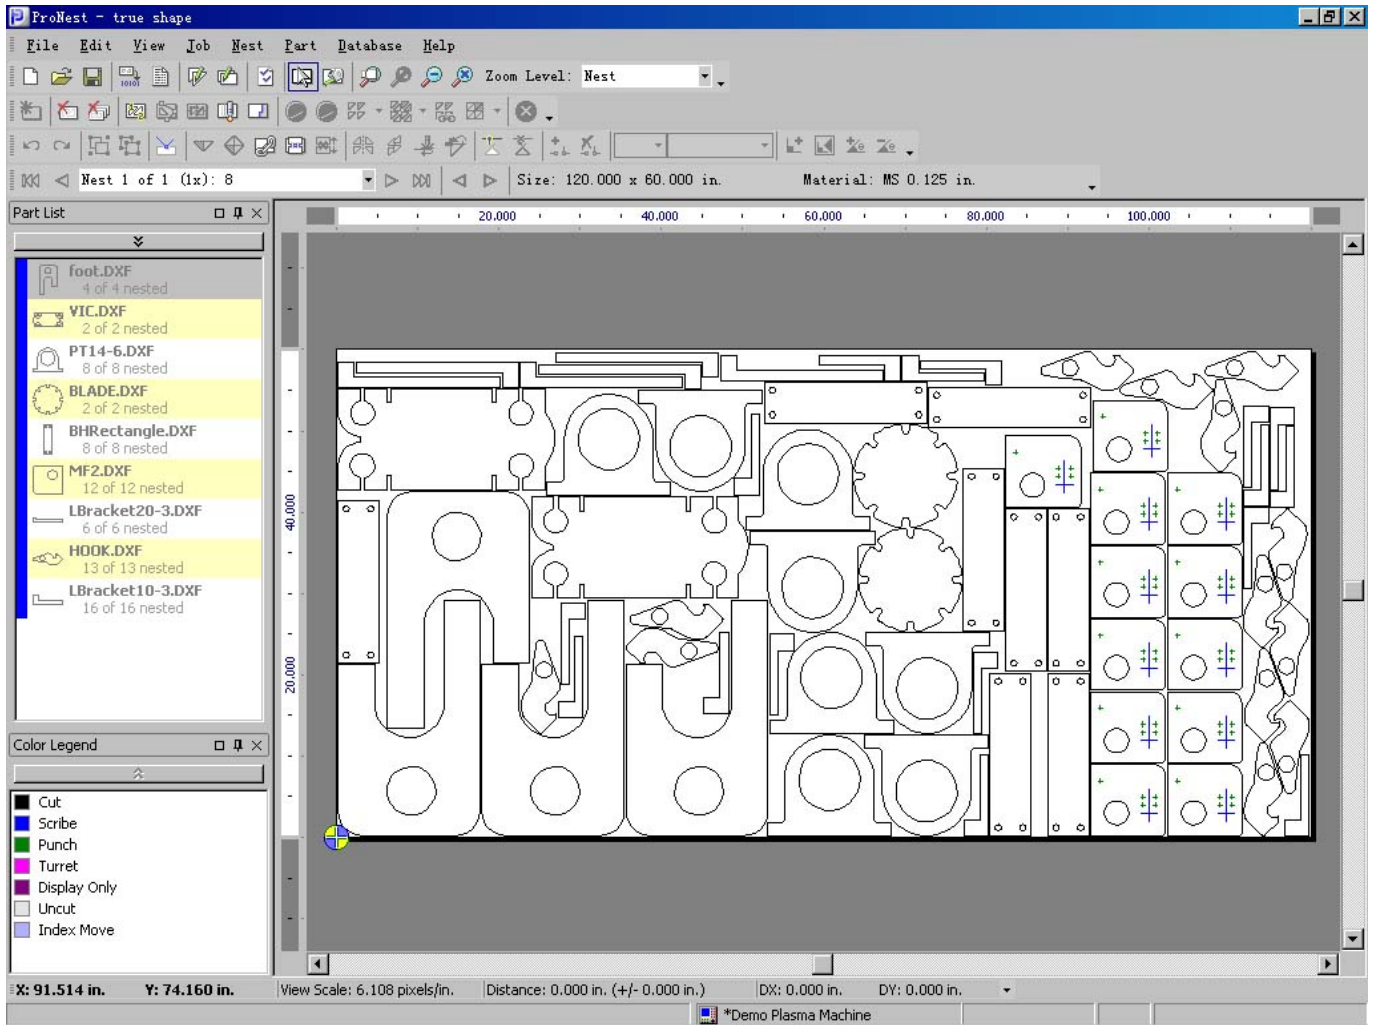 ProNest - true shape
File Edit View Job Nest Part Database Help
Zoom Level: Nest
Nest 1 of 1 (1x): 8 Size: 120.000 x 60.000 in. Material: MS 0.125 in.
Part List
foot.DXF
4 of 4 nested
VIC.DXF
2 of 2 nested
PT14-6.DXF
8 of 8 nested
BLADE.DXF
2 of 2 nested
BHRectangle.DXF
8 of 8 nested
MF2.DXF
12 of 12 nested
LBracket20-3.DXF
6 of 6 nested
HOOK.DXF
13 of 13 nested
LBracket10-3.DXF
16 of 16 nested
20.000 40.000 60.000 80.000 100.000
40.000
20.000
Color Legend
Cut
Scribe
Punch
Turret
Display Only
Uncut
Index Move
X: 91.514 in. Y: 74.160 in. View Scale: 6.108 pixels/in. Distance: 0.000 in. (+/- 0.000 in.) DX: 0.000 in. DY: 0.000 in.
*Demo Plasma Machine